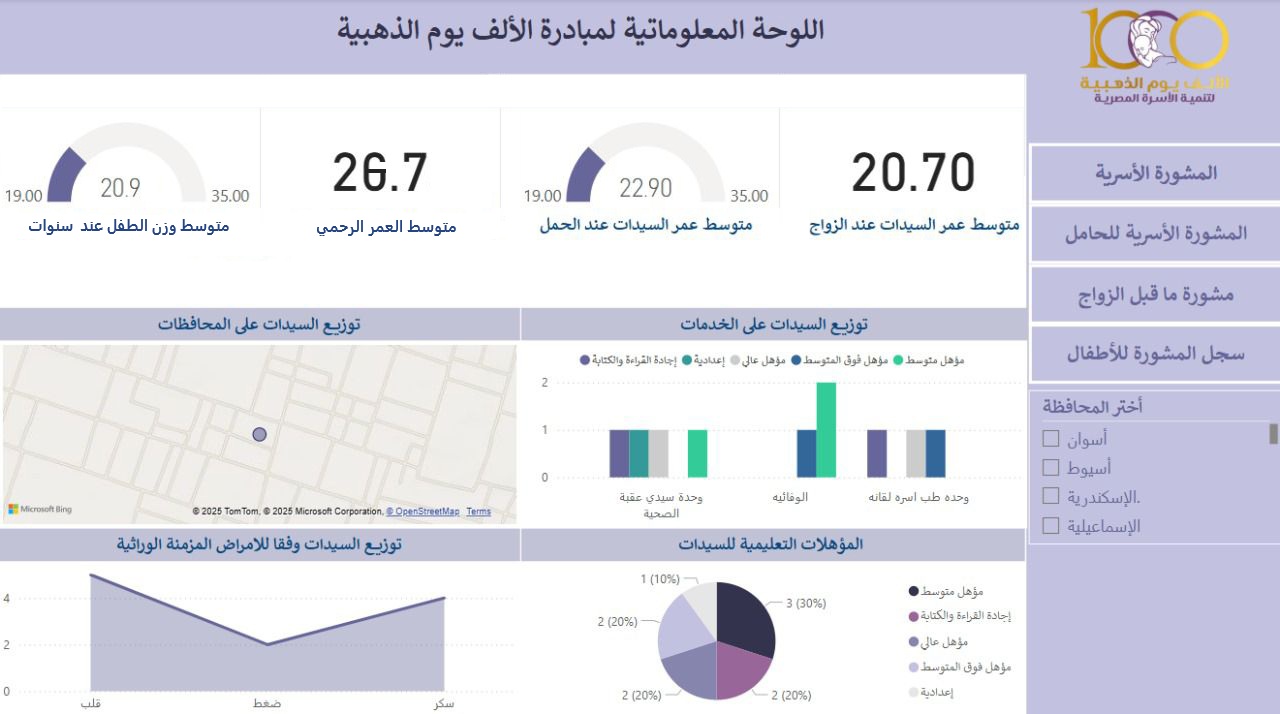 اللوحة المعلوماتية لمبادرة الألف يوم الذهبية
1000
الألف يوم الذهبية
لتنمية الأسرة المصرية
المشورة الأسرية
المشورة الأسرية للحامل
مشورة ما قبل الزواج
سجل المشورة للأطفال
أختر المحافظة
أسوان
أسيوط
الإسكندرية.
الإسماعيلية
20.70
متوسط عمر السيدات عند الزواج
19.00
22.90
35.00
متوسط عمر السيدات عند الحمل
26.7
متوسط العمر الرحمي
19.00
20.9
35.00
متوسط وزن الطفل عند سنوات
توزيع السيدات على الخدمات
مؤهل متوسط
مؤهل فوق المتوسط
مؤهل عالي
إعدادية
إجادة القراءة والكتابة
2
1
0
وحدة سيدي عقبة
الصحية
الوفائيه
وحده طب اسره لقانه
توزيع السيدات على المحافظات
Microsoft Bing
© 2025 TomTom, © 2025 Microsoft Corporation, © OpenStreetMap Terms
المؤهلات التعليمية للسيدات
1 (10%)
3 (30%)
2 (20%)
2 (20%)
2 (20%)
مؤهل متوسط
إجادة القراءة والكتابة
مؤهل عالي
مؤهل فوق المتوسط
إعدادية
توزيع السيدات وفقا للامراض المزمنة الوراثية
4
2
0
قلب
ضغط
سكر